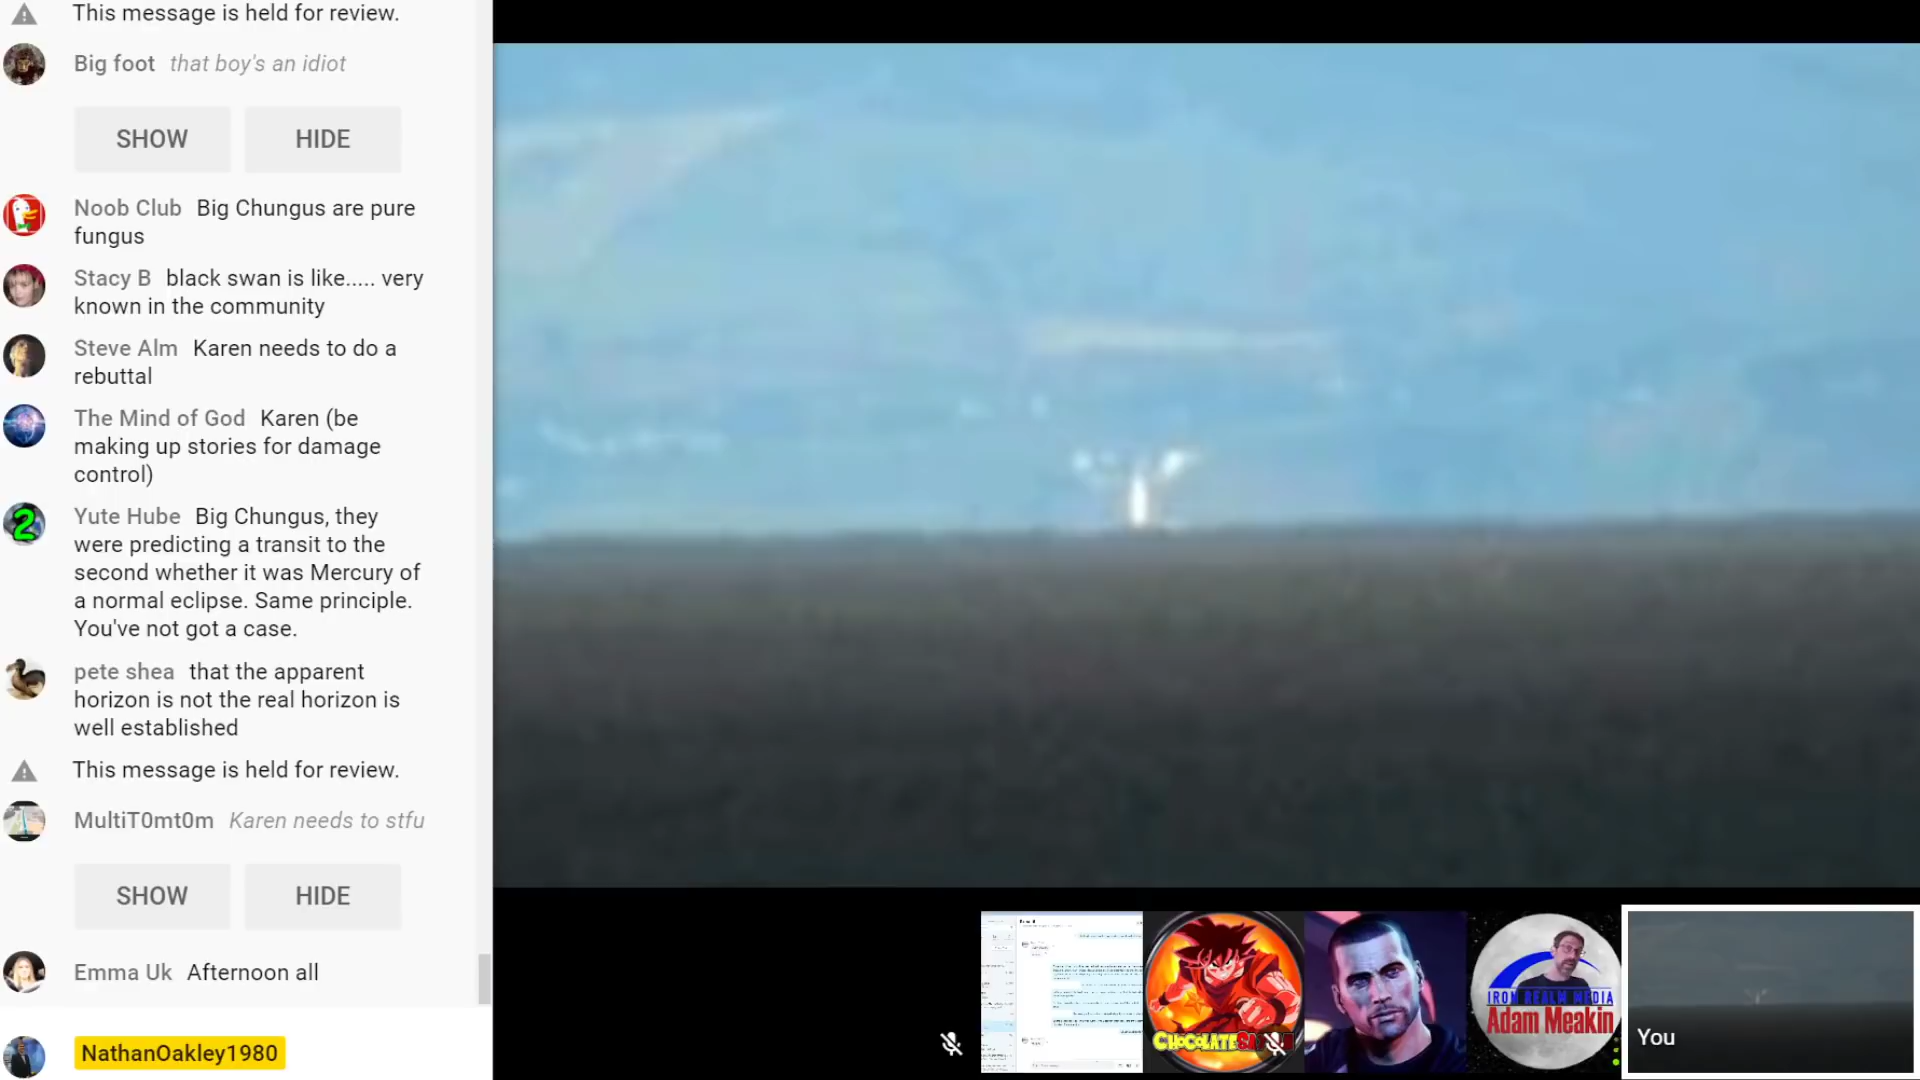 This message is held for review.
Big foot that boy's an idiot
SHOW HIDE
Noob Club Big Chungus are pure
fungus
Stacy B black swan is like..... very
known in the community
Steve Alm Karen needs to do a
rebuttal
The Mind of God Karen (be
making up stories for damage
control)
2
Yute Hube Big Chungus, they
were predicting a transit to the
second whether it was Mercury of
a normal eclipse. Same principle.
You've not got a case.
pete shea that the apparent
horizon is not the real horizon is
well established
This message is held for review.
MultiT0mt0m Karen needs to stfu
SHOW HIDE
Emma Uk Afternoon all
NathanOakley1980
IRON REALM MEDIA
Adam Meakin
You